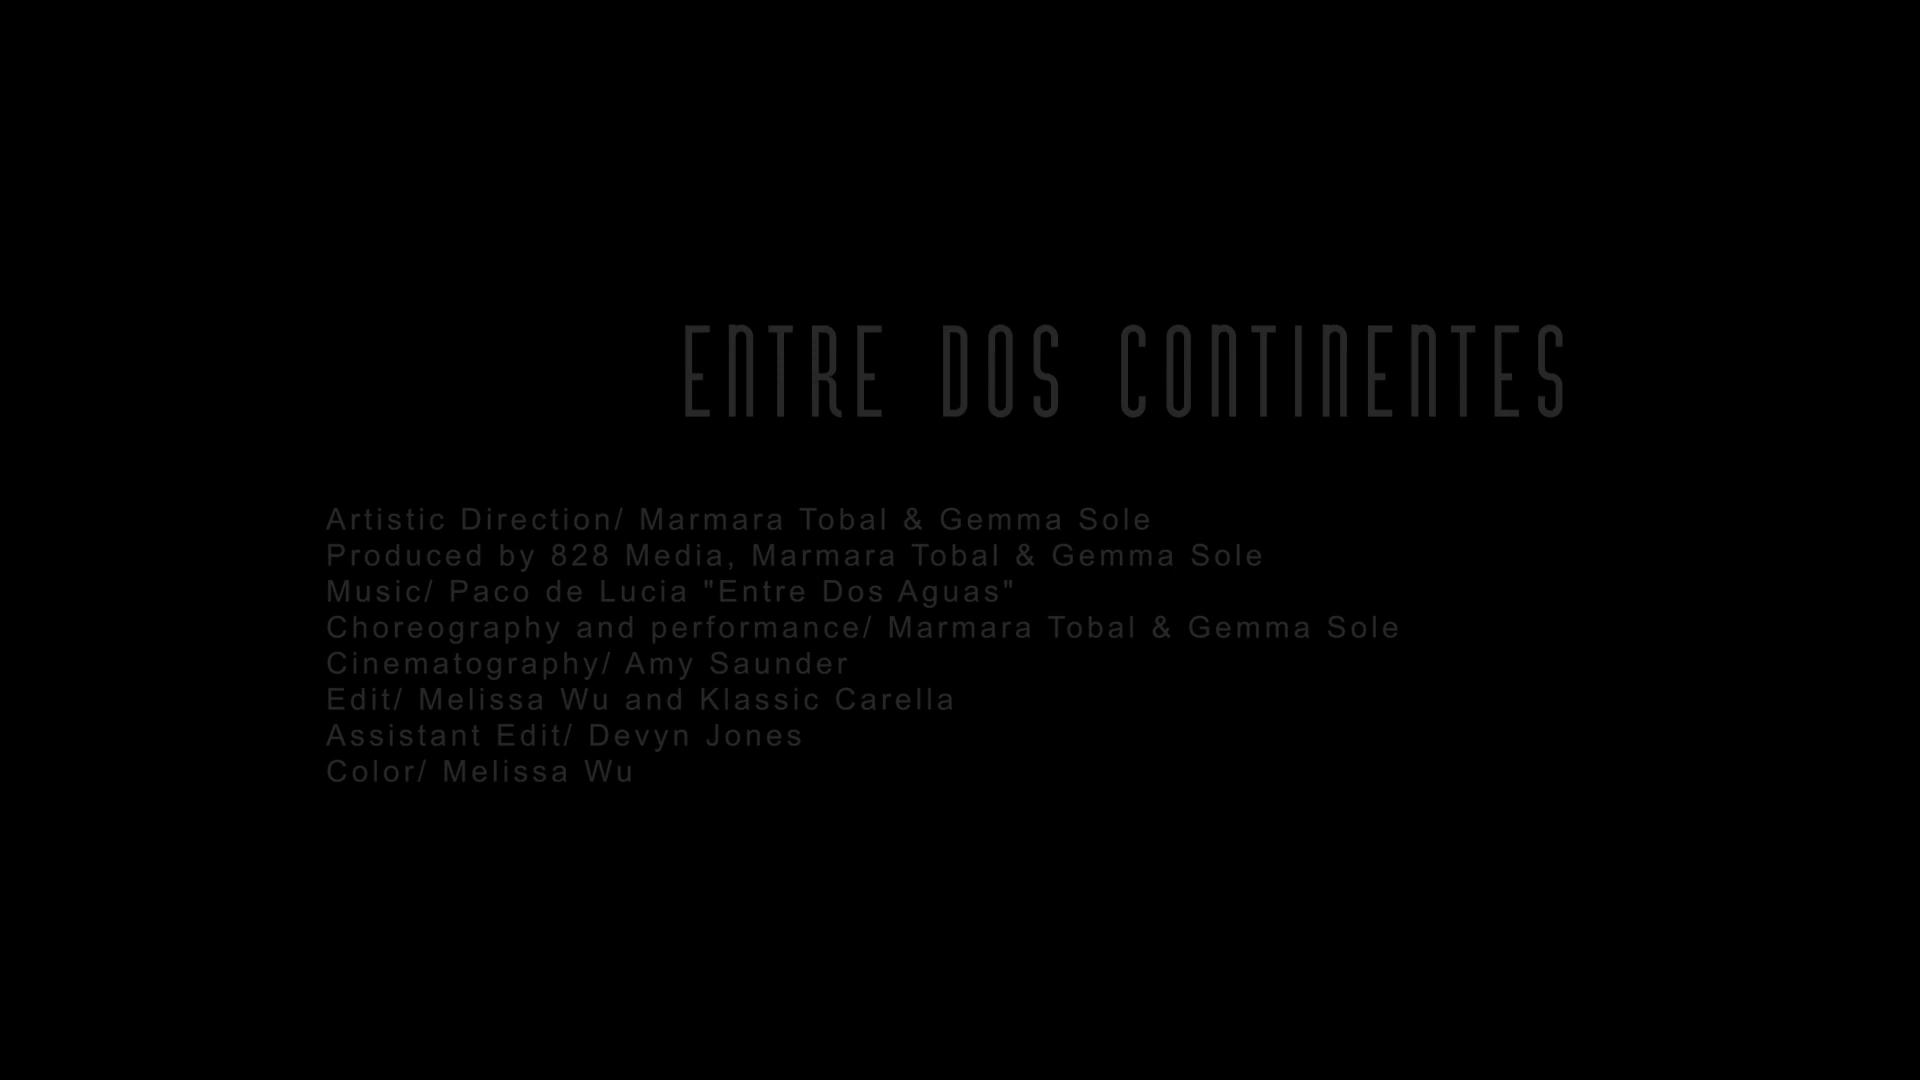 ENTRE DOS CONTINENTES
Artistic Direction/ Marmara Tobal & Gemma Sole
Produced by 828 Media, Marmara Tobal & Gemma Sole
Music/ Paco de Lucia "Entre Dos Aguas"
Choreography and performance/ Marmara Tobal & Gemma Sole
Cinematography/ Amy Saunder
Edit/ Melissa Wu and Klassic Carella
Assistant Edit/ Devyn Jones
Color/ Melissa Wu